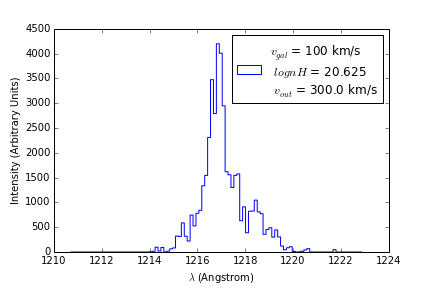 4500
4000
3500
3000
2500
2000
1500
1000
500
0
Intensity (Arbitrary Units)
v_gal = 100 km/s
lognH = 20.625
v_out = 300.0 km/s
1210 1212 1214 1216 1218 1220 1222 1224
λ (Angstrom)